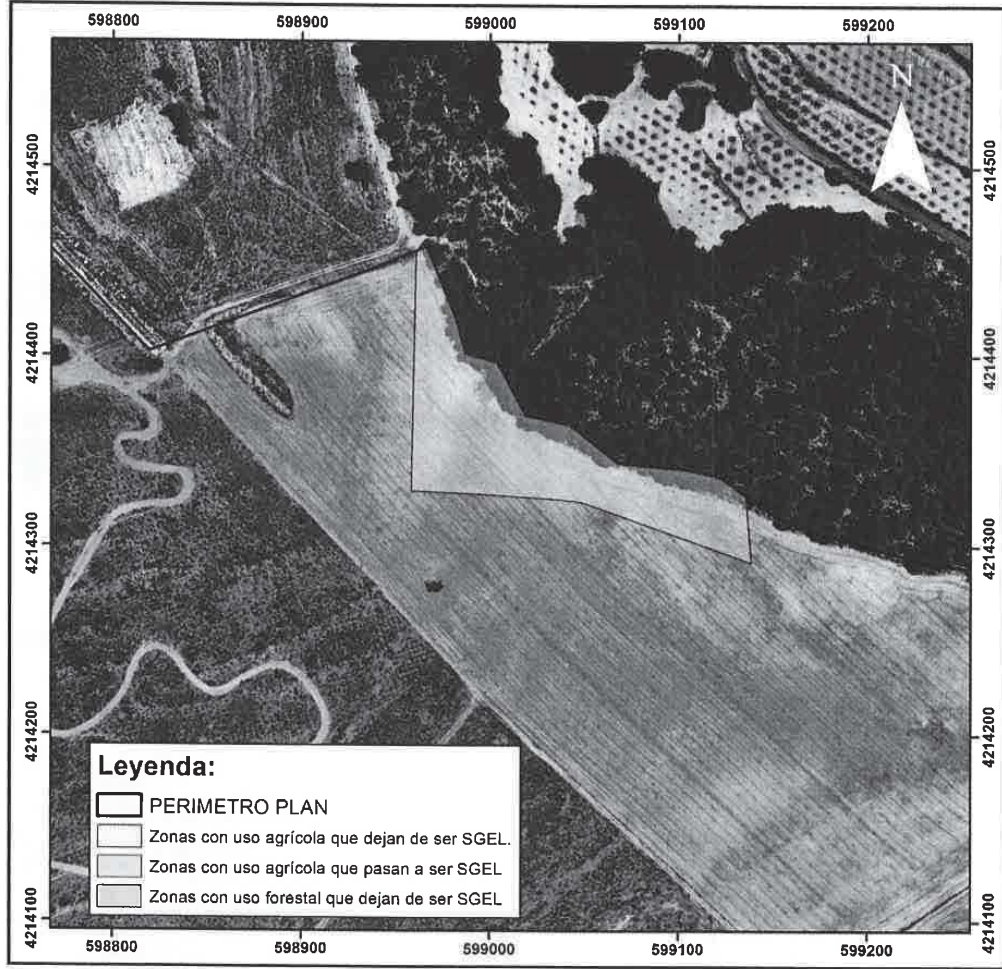 598800 598900 599000 599100 599200
N
4214500 4214500
4214400 4214400
4214300 4214300
4214200 4214200
4214100 4214100
Leyenda:
PERIMETRO PLAN
Zonas con uso agrícola que dejan de ser SGEL.
Zonas con uso agrícola que pasan a ser SGEL
Zonas con uso forestal que dejan de ser SGEL
598800 598900 599000 599100 599200